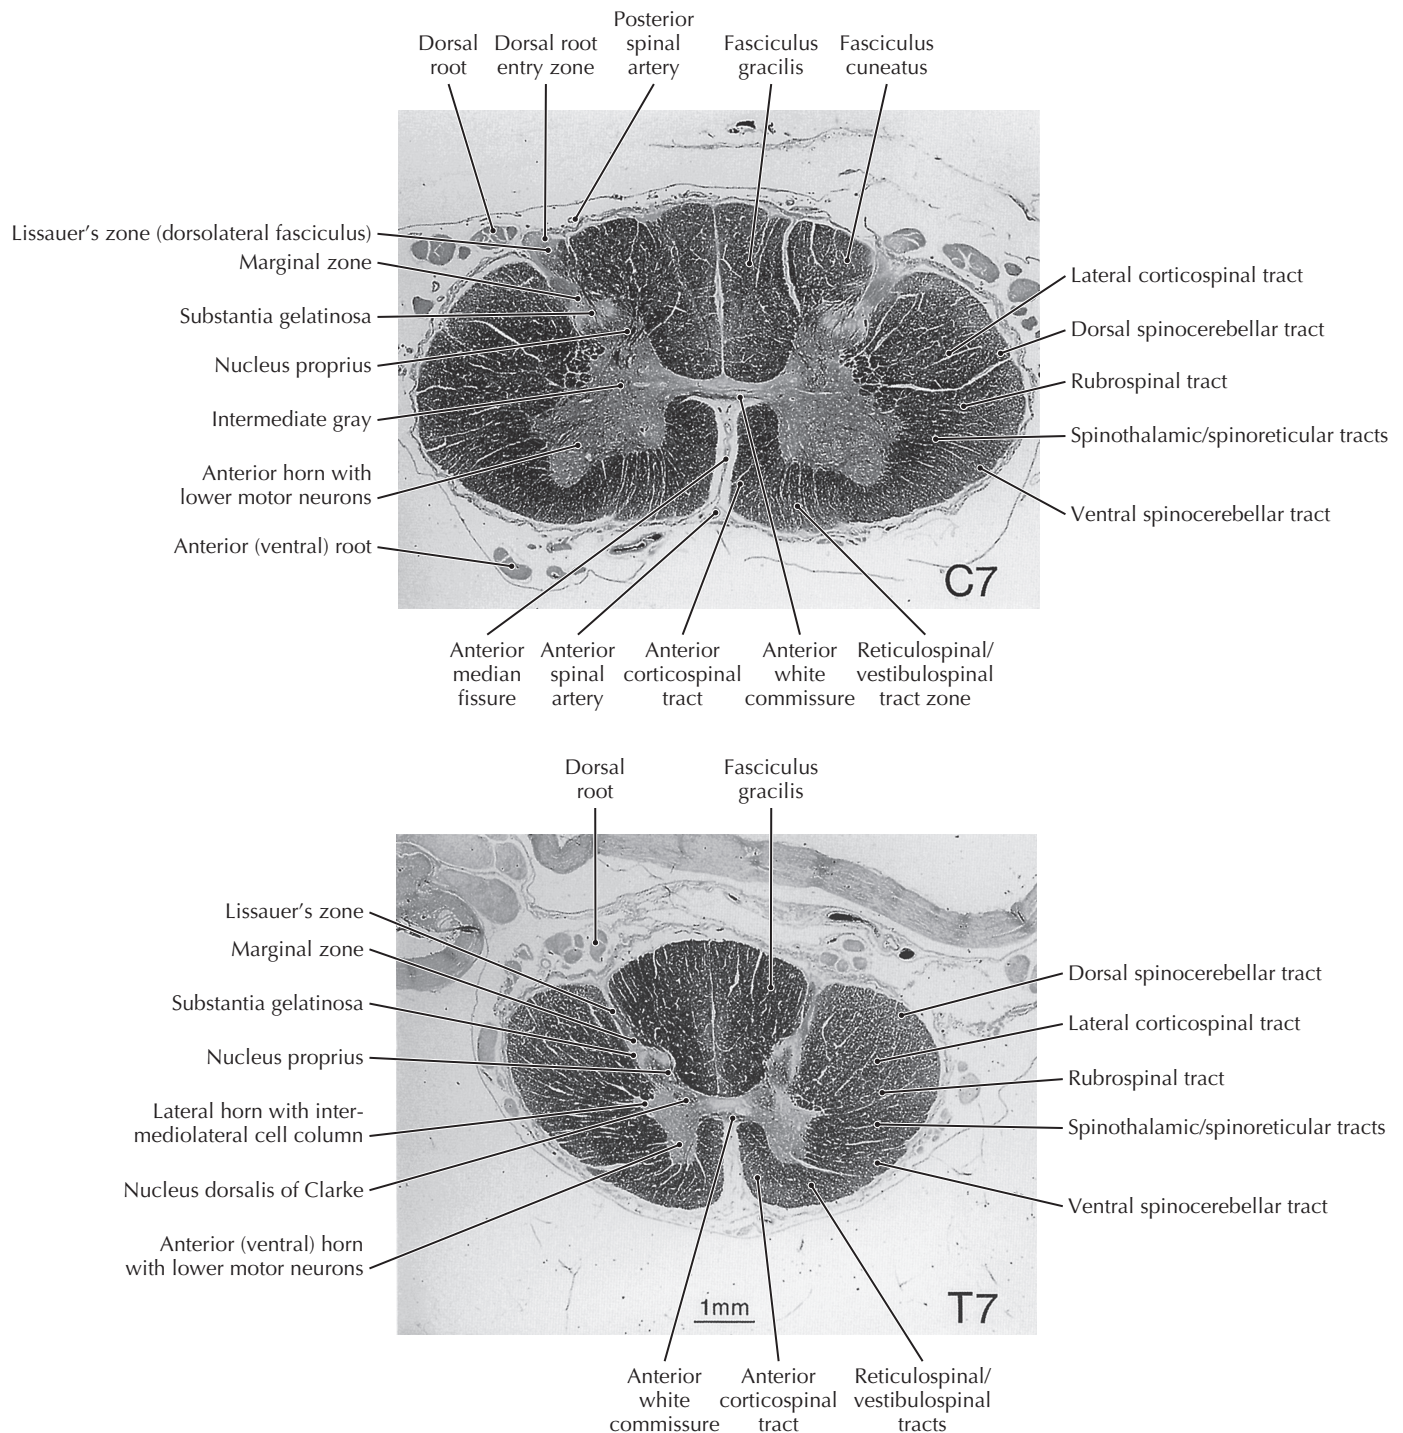 Dorsal
root
Dorsal root
entry zone
Posterior
spinal
artery
Fasciculus
gracilis
Fasciculus
cuneatus
Lissauer’s zone (dorsolateral fasciculus)
Marginal zone
Substantia gelatinosa
Nucleus proprius
Intermediate gray
Anterior horn with
lower motor neurons
Anterior (ventral) root
Lateral corticospinal tract
Dorsal spinocerebellar tract
Rubrospinal tract
Spinothalamic/spinoreticular tracts
Ventral spinocerebellar tract
C7
Anterior
median
fissure
Anterior
spinal
artery
Anterior
corticospinal
tract
Anterior
white
commissure
Reticulospinal/
vestibulospinal
tract zone
Dorsal
root
Fasciculus
gracilis
Lissauer’s zone
Marginal zone
Substantia gelatinosa
Nucleus proprius
Lateral horn with inter-
mediolateral cell column
Nucleus dorsalis of Clarke
Anterior (ventral) horn
with lower motor neurons
Dorsal spinocerebellar tract
Lateral corticospinal tract
Rubrospinal tract
Spinothalamic/spinoreticular tracts
Ventral spinocerebellar tract
1mm
T7
Anterior
white
commissure
Anterior
corticospinal
tract
Reticulospinal/
vestibulospinal
tracts